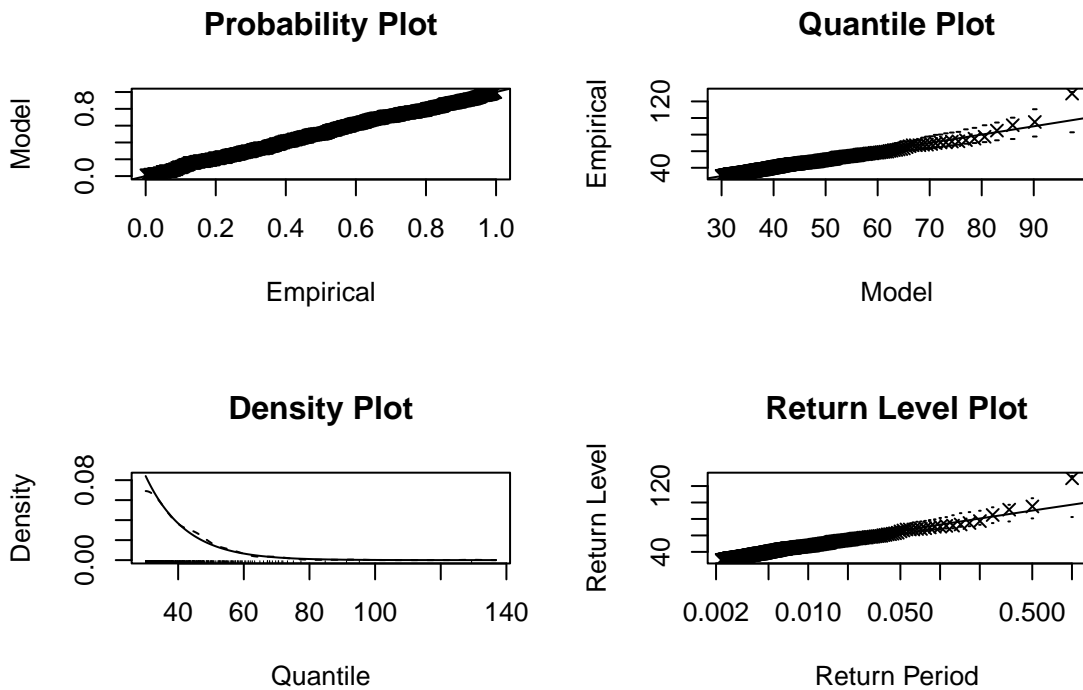 Probability Plot
Model
0.0 0.8
0.0 0.2 0.4 0.6 0.8 1.0
Empirical
Quantile Plot
Empirical
40 120
30 40 50 60 70 80 90
Model
Density Plot
Density
0.00 0.08
40 60 80 100 140
Quantile
Return Level Plot
Return Level
40 120
0.002 0.010 0.050 0.500
Return Period